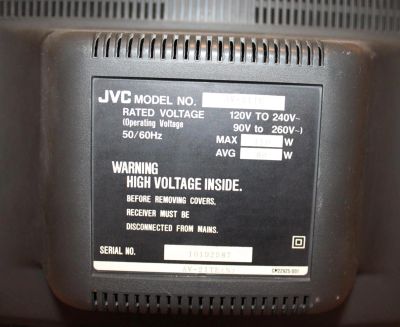 JVC MODEL NO.
RATED VOLTAGE 120V TO 240V~
(Operating Voltage 90V to 260V~)
50/60Hz MAX W
AVG W
WARNING
HIGH VOLTAGE INSIDE.
BEFORE REMOVING COVERS,
RECEIVER MUST BE
DISCONNECTED FROM MAINS.
SERIAL NO. 10102987